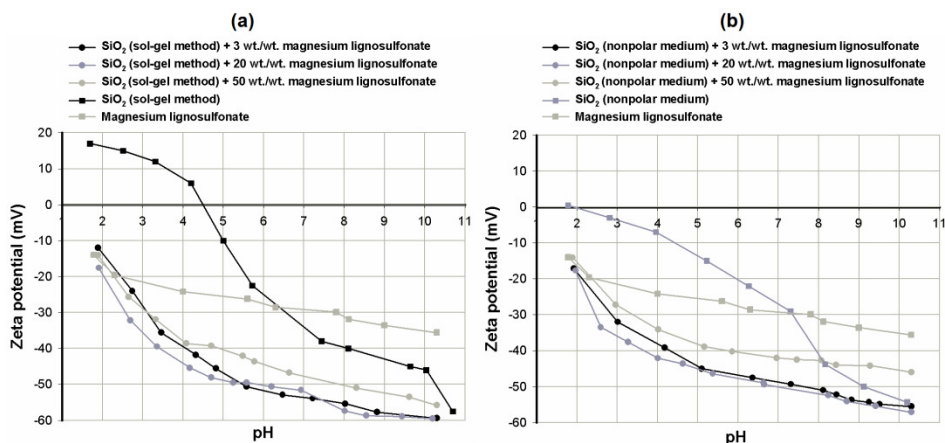 (a)
SiO₂ (sol-gel method) + 3 wt./wt. magnesium lignosulfonate
SiO₂ (sol-gel method) + 20 wt./wt. magnesium lignosulfonate
SiO₂ (sol-gel method) + 50 wt./wt. magnesium lignosulfonate
SiO₂ (sol-gel method)
Magnesium lignosulfonate
20
10
0
-10
-20
-30
-40
-50
-60
1 2 3 4 5 6 7 8 9 10 11
Zeta potential (mV)
pH
(b)
SiO₂ (nonpolar medium) + 3 wt./wt. magnesium lignosulfonate
SiO₂ (nonpolar medium) + 20 wt./wt. magnesium lignosulfonate
SiO₂ (nonpolar medium) + 50 wt./wt. magnesium lignosulfonate
SiO₂ (nonpolar medium)
Magnesium lignosulfonate
20
10
0
-10
-20
-30
-40
-50
-60
1 2 3 4 5 6 7 8 9 10 11
Zeta potential (mV)
pH